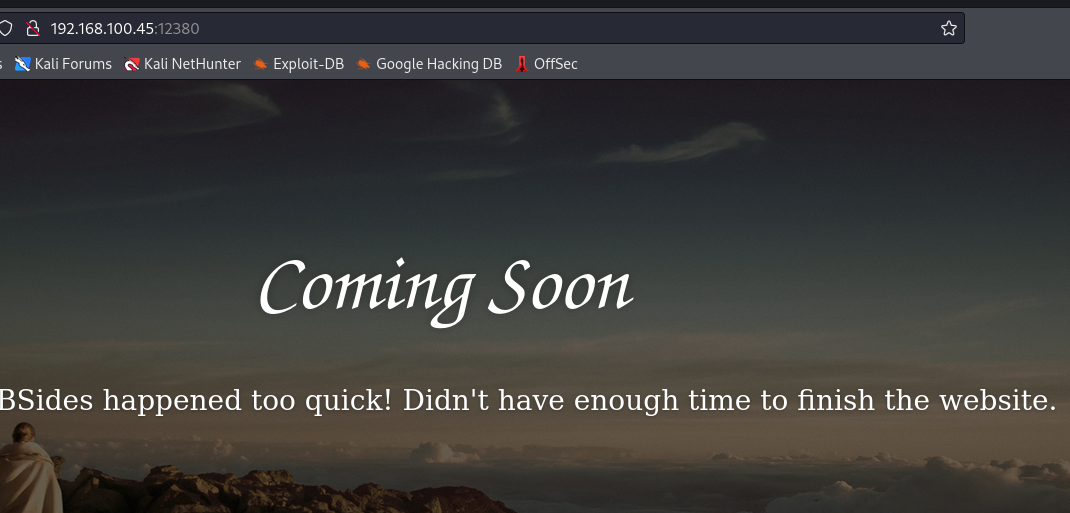 192.168.100.45:12380
s Kali Forums Kali NetHunter Exploit-DB Google Hacking DB OffSec
Coming Soon
BSides happened too quick! Didn't have enough time to finish the website.